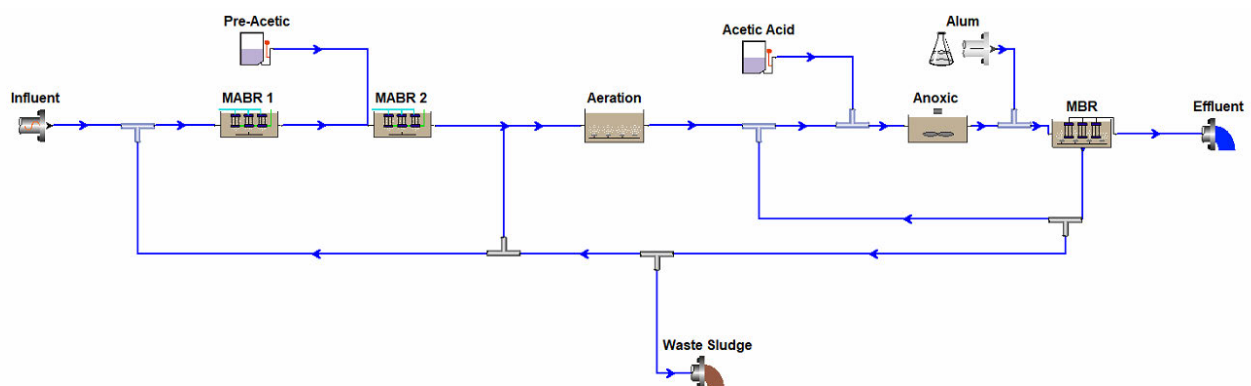 Pre-Acetic
Acetic Acid
Alum
Influent
MABR 1
MABR 2
Aeration
Anoxic
MBR
Effluent
Waste Sludge